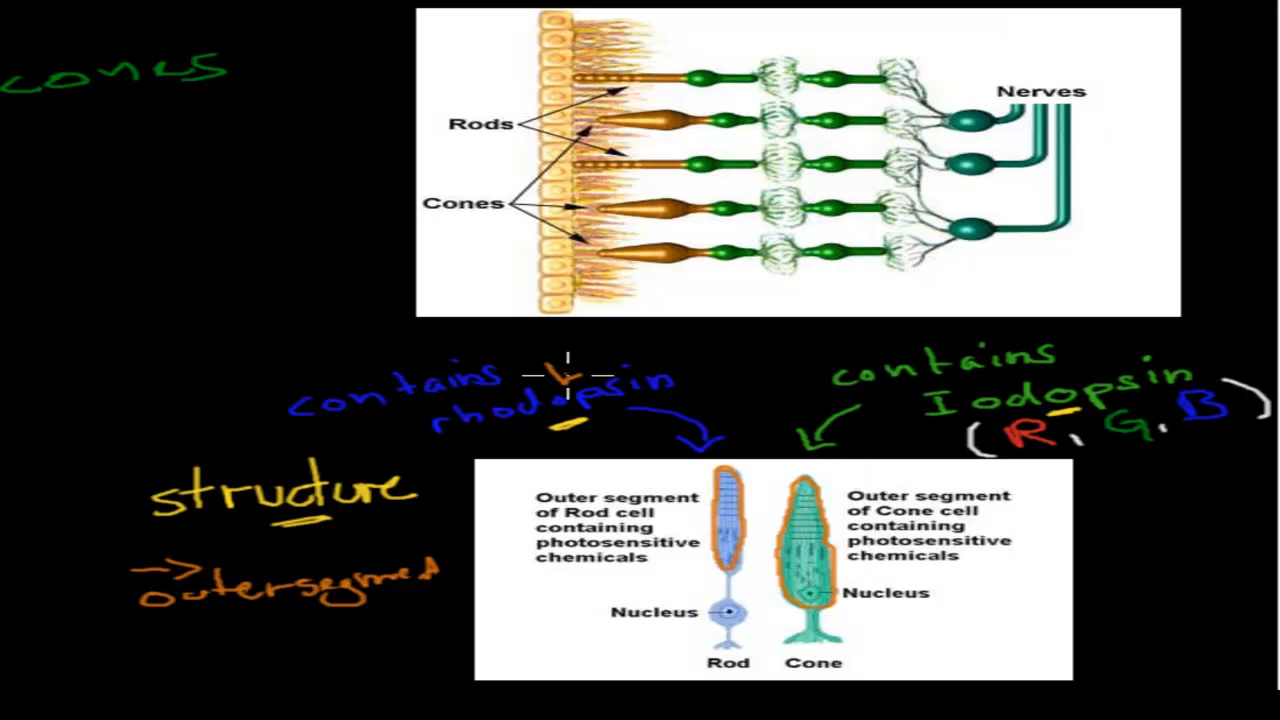 cones
Nerves
Rods
Cones
contains
rhodopsin
contains
Iodopsin
(R, G, B)
structure
→ outersegment
Outer segment
of Rod cell
containing
photosensitive
chemicals
Outer segment
of Cone cell
containing
photosensitive
chemicals
Nucleus
Nucleus
Rod
Cone